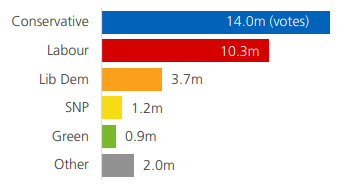 Conservative 14.0m (votes)
Labour 10.3m
Lib Dem 3.7m
SNP 1.2m
Green 0.9m
Other 2.0m